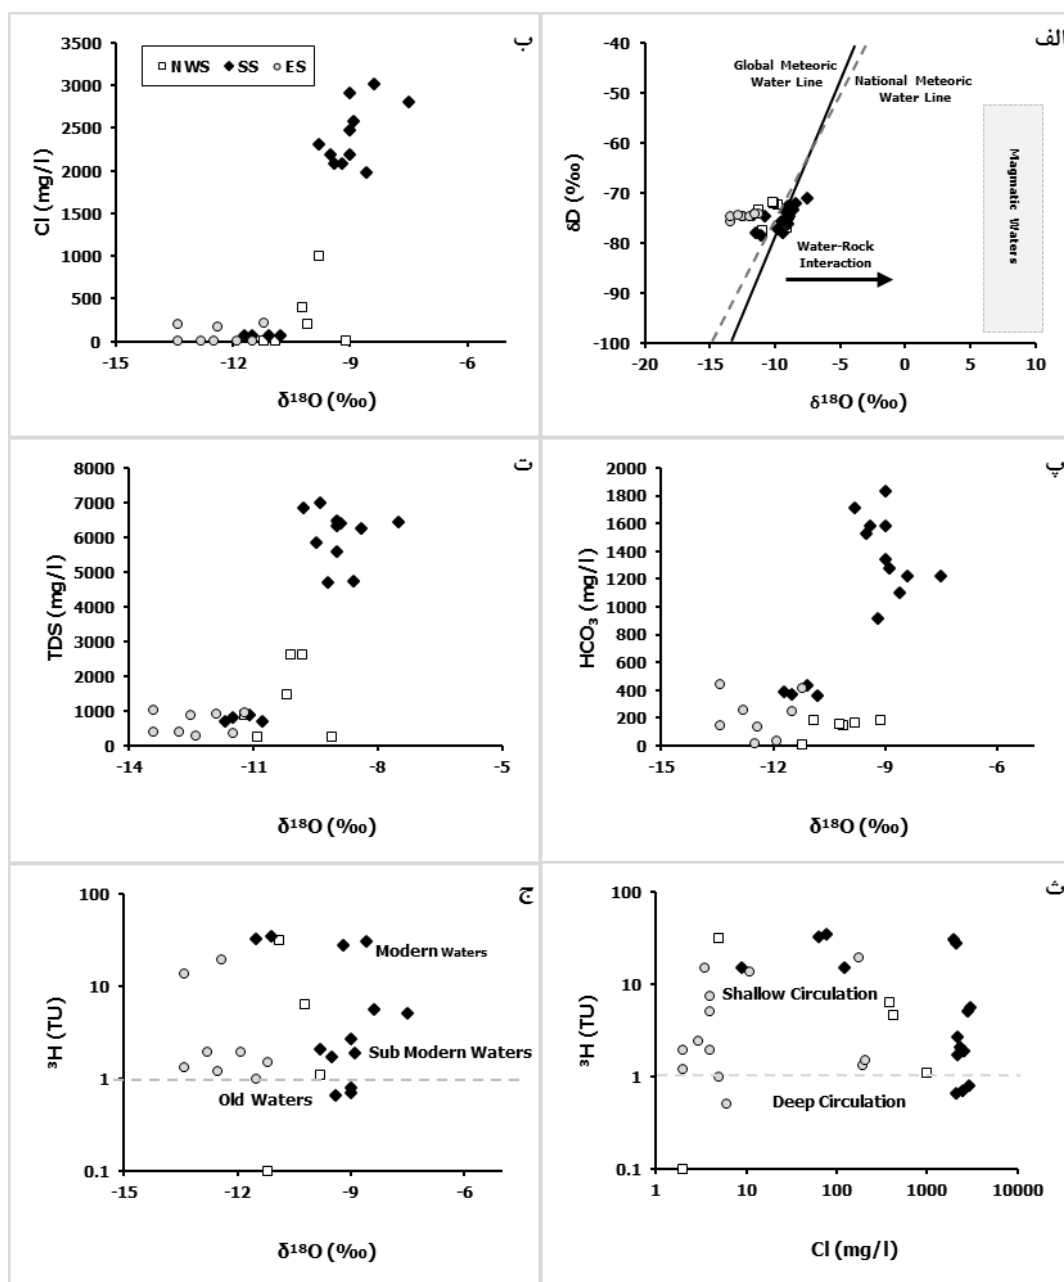 ب
3500
3000
2500
2000
1500
1000
500
0
Cl (mg/l)
NWS SS ES
-15 -12 -9 -6
δ¹⁸O (‰)
الف
-40
-50
-60
-70
-80
-90
-100
δD (‰)
Global Meteoric
Water Line
National Meteoric
Water Line
Magmatic Waters
Water-Rock
Interaction
-20 -15 -10 -5 0 5 10
δ¹⁸O (‰)
ت
8000
7000
6000
5000
4000
3000
2000
1000
0
TDS (mg/l)
-14 -11 -8 -5
δ¹⁸O (‰)
پ
2000
1800
1600
1400
1200
1000
800
600
400
200
0
HCO₃ (mg/l)
-15 -12 -9 -6
δ¹⁸O (‰)
ج
100
10
1
0.1
³H (TU)
Modern Waters
Sub Modern Waters
Old Waters
-15 -12 -9 -6
δ¹⁸O (‰)
ث
100
10
1
0.1
³H (TU)
Shallow Circulation
Deep Circulation
1 10 100 1000 10000
Cl (mg/l)